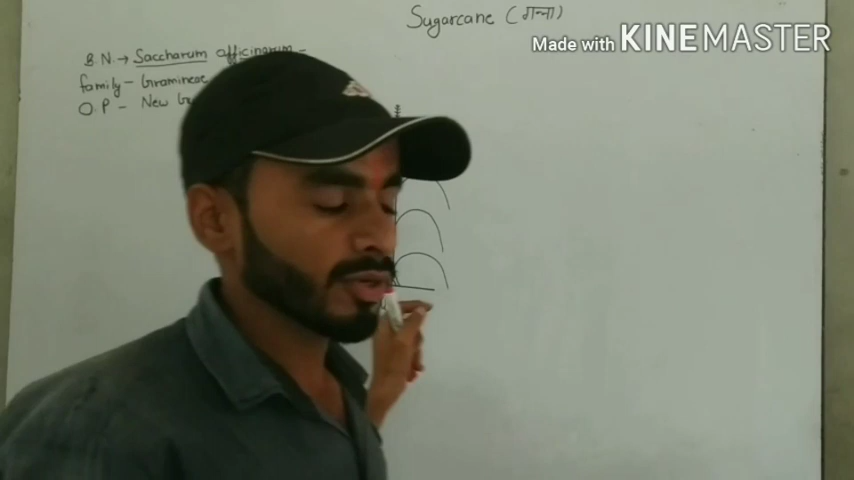 Sugarcane (गन्ना)
Made with KINEMASTER
B.N. → Saccharum officinarum -
family - Gramineae
O.P - New